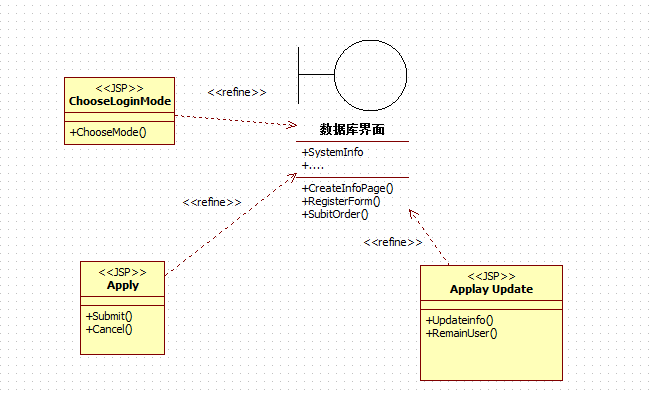 <<JSP>>
ChooseLoginMode
+ChooseMode()
<<refine>>
数据库界面
+SystemInfo
+....
+CreateInfoPage()
+RegisterForm()
+SubitOrder()
<<refine>>
<<refine>>
<<JSP>>
Apply
+Submit()
+Cancel()
<<JSP>>
Applay Update
+Updateinfo()
+RemainUser()